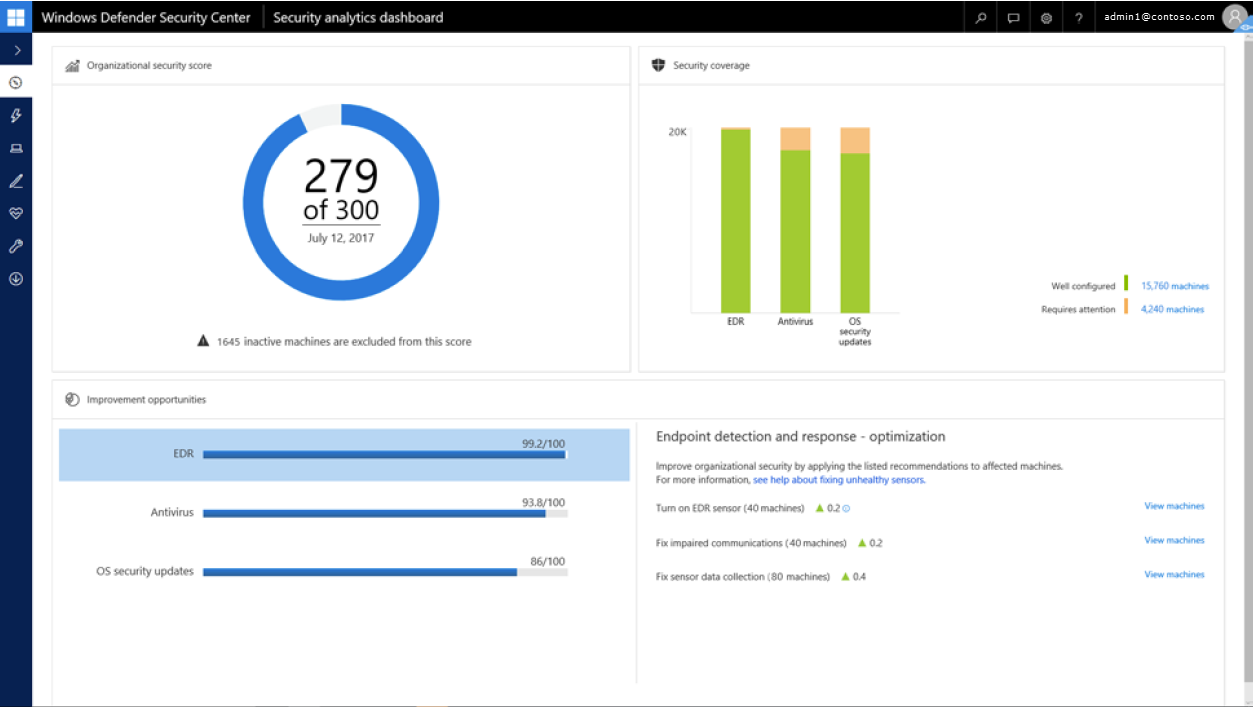 Windows Defender Security Center
Security analytics dashboard
?
admin1@contoso.com
Organizational security score
279
of 300
July 12, 2017
1645 inactive machines are excluded from this score
Security coverage
20K
EDR
Antivirus
OS
security
updates
Well configured
15,760 machines
Requires attention
4,240 machines
Improvement opportunities
EDR
99.2/100
Antivirus
93.8/100
OS security updates
86/100
Endpoint detection and response - optimization
Improve organizational security by applying the listed recommendations to affected machines.
For more information, see help about fixing unhealthy sensors.
Turn on EDR sensor (40 machines) 0.2
View machines
Fix impaired communications (40 machines) 0.2
View machines
Fix sensor data collection (80 machines) 0.4
View machines